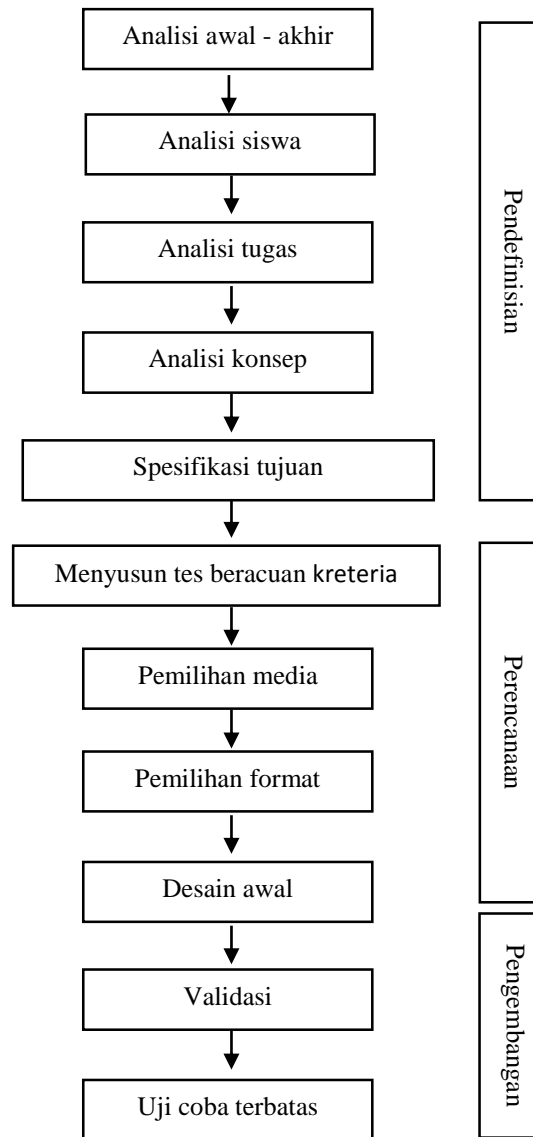 Analisi awal - akhir
Analisi siswa
Analisi tugas
Analisi konsep
Spesifikasi tujuan
Pendefinisian
Menyusun tes beracuan kreteria
Pemilihan media
Pemilihan format
Desain awal
Perencanaan
Validasi
Uji coba terbatas
Pengembangan